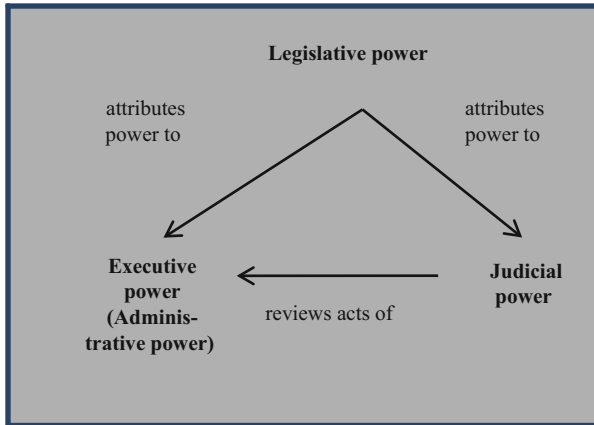 Legislative power
attributes
power to
attributes
power to
Executive
power
(Adminis-
trative power)
reviews acts of
Judicial
power